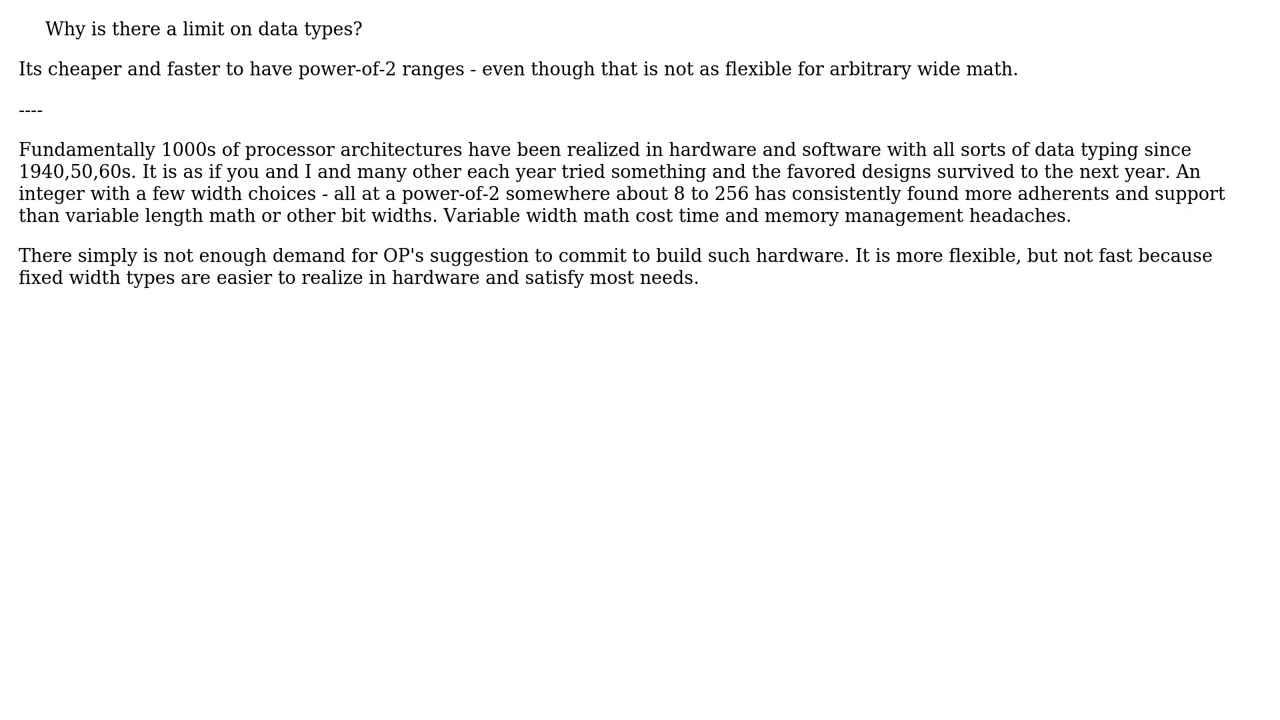 Why is there a limit on data types?
Its cheaper and faster to have power-of-2 ranges - even though that is not as flexible for arbitrary wide math.
----
Fundamentally 1000s of processor architectures have been realized in hardware and software with all sorts of data typing since
1940,50,60s. It is as if you and I and many other each year tried something and the favored designs survived to the next year. An
integer with a few width choices - all at a power-of-2 somewhere about 8 to 256 has consistently found more adherents and support
than variable length math or other bit widths. Variable width math cost time and memory management headaches.
There simply is not enough demand for OP's suggestion to commit to build such hardware. It is more flexible, but not fast because
fixed width types are easier to realize in hardware and satisfy most needs.